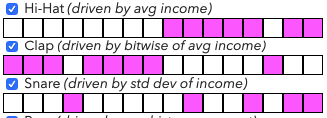 Hi-Hat (driven by avg income)
Clap (driven by bitwise of avg income)
Snare (driven by std dev of income)